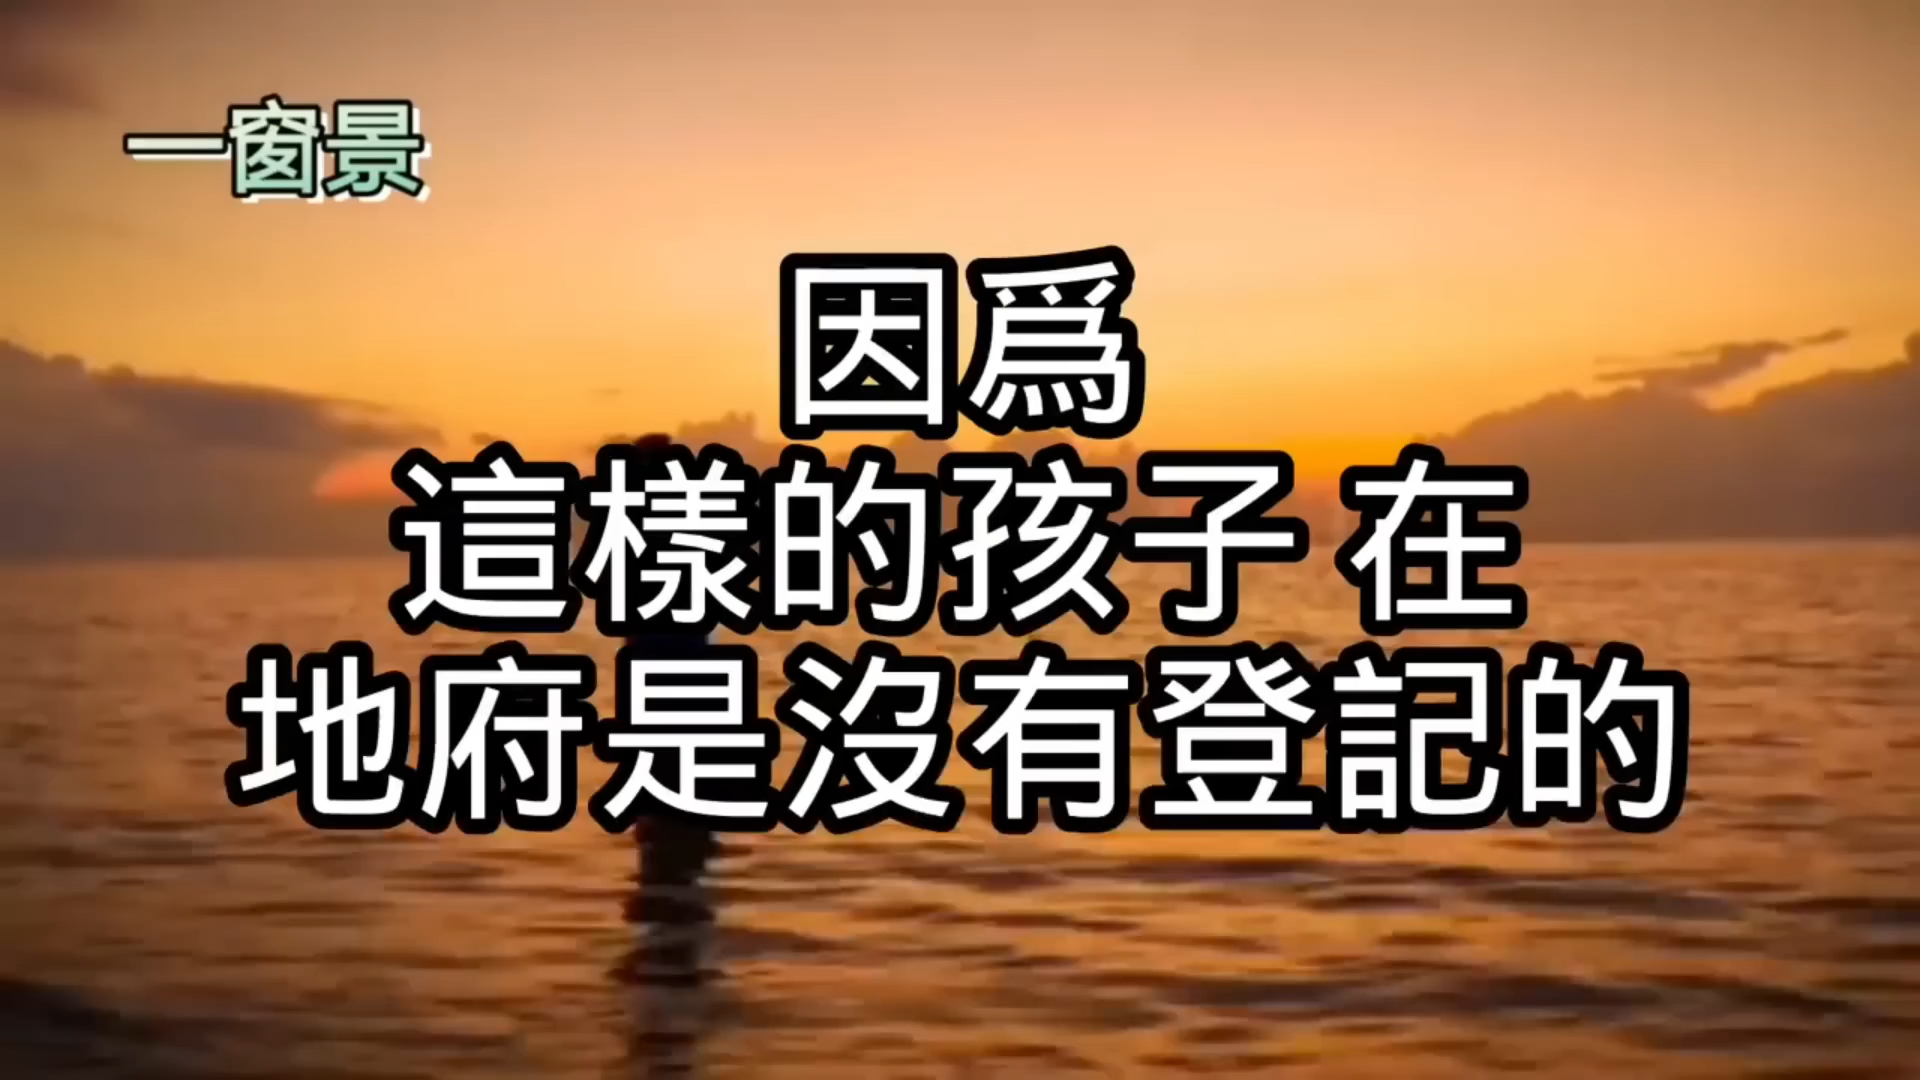 一窗景
因爲
這樣的孩子 在
地府是沒有登記的